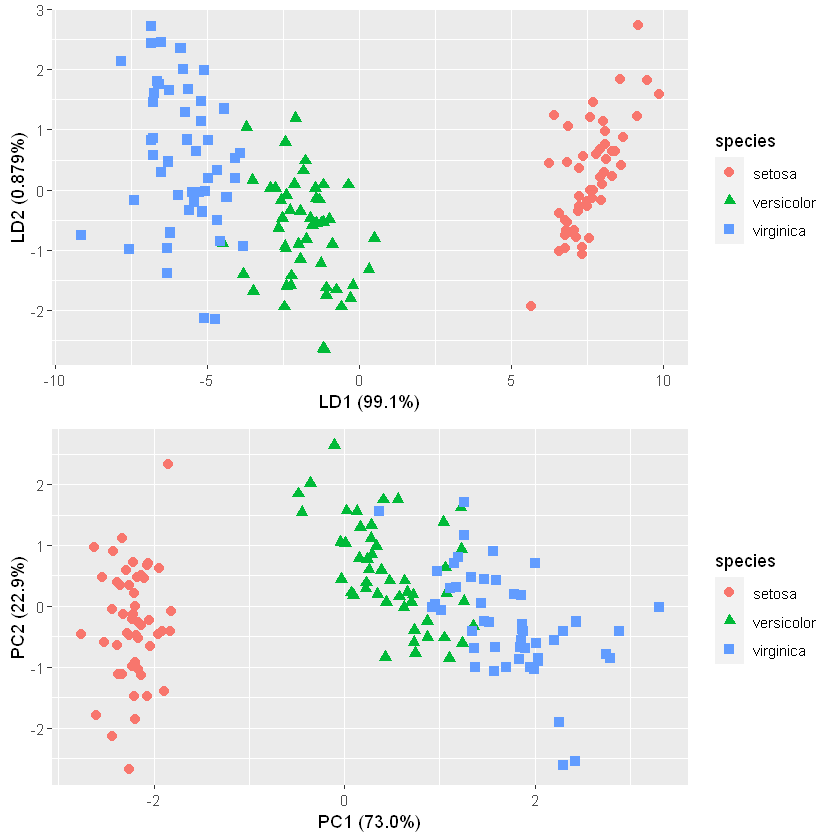 3
2
1
0
-1
-2
LD2 (0.879%)
-10
-5
0
5
10
LD1 (99.1%)
species
setosa
versicolor
virginica
2
1
0
-1
-2
PC2 (22.9%)
-2
0
2
PC1 (73.0%)
species
setosa
versicolor
virginica